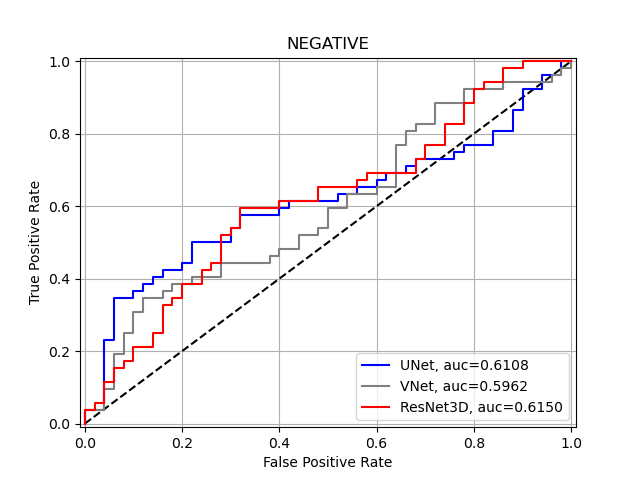 NEGATIVE
1.0
0.8
0.6
0.4
0.2
0.0
True Positive Rate
UNet, auc=0.6108
VNet, auc=0.5962
ResNet3D, auc=0.6150
0.0 0.2 0.4 0.6 0.8 1.0
False Positive Rate